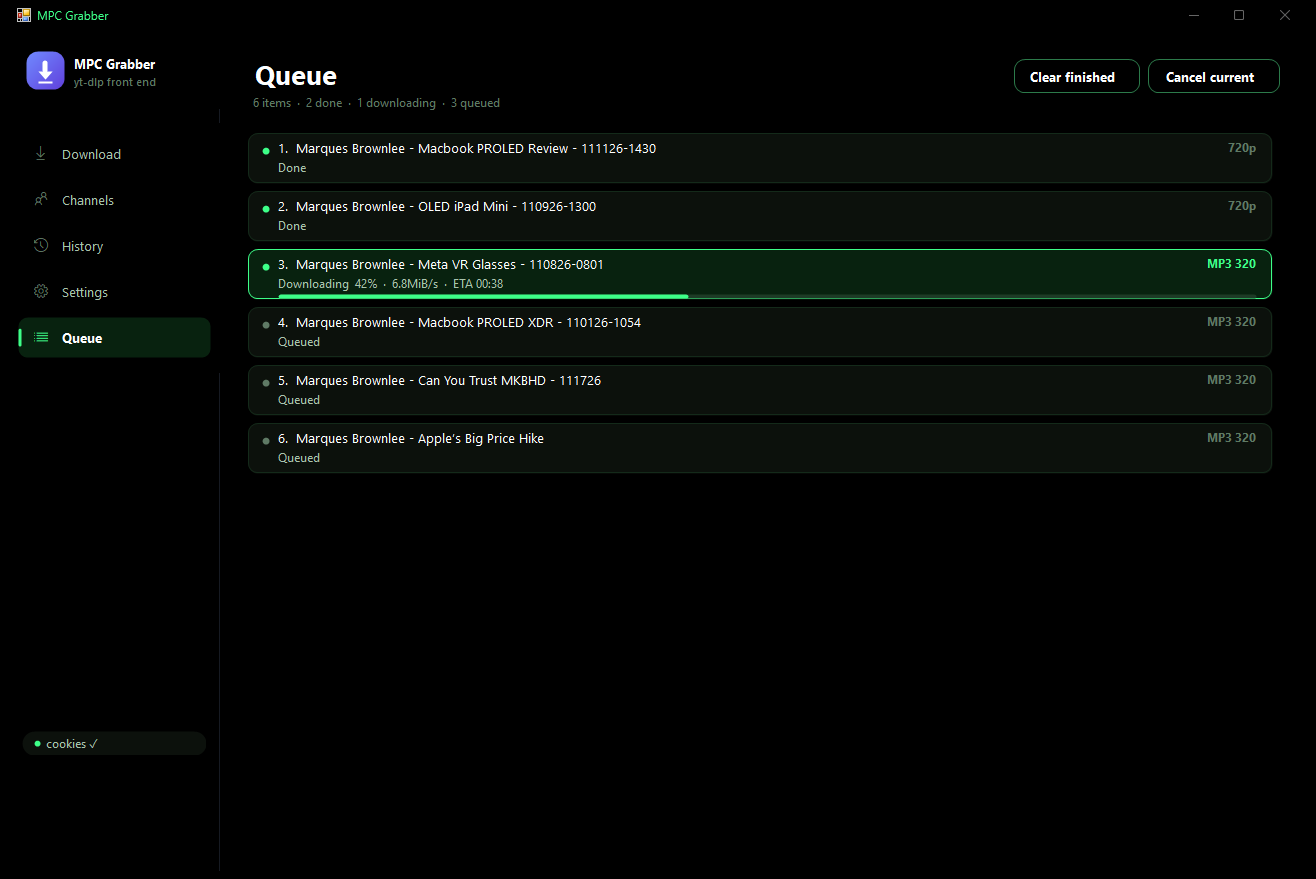 MPC Grabber
MPC Grabber
yt-dlp front end
Download
Channels
History
Settings
Queue
cookies ✓
Queue
6 items · 2 done · 1 downloading · 3 queued
Clear finished
Cancel current
1. Marques Brownlee - Macbook PROLED Review - 111126-1430
720p
Done
2. Marques Brownlee - OLED iPad Mini - 110926-1300
720p
Done
3. Marques Brownlee - Meta VR Glasses - 110826-0801
MP3 320
Downloading 42% · 6.8MiB/s · ETA 00:38
4. Marques Brownlee - Macbook PROLED XDR - 110126-1054
MP3 320
Queued
5. Marques Brownlee - Can You Trust MKBHD - 111726
MP3 320
Queued
6. Marques Brownlee - Apple’s Big Price Hike
MP3 320
Queued